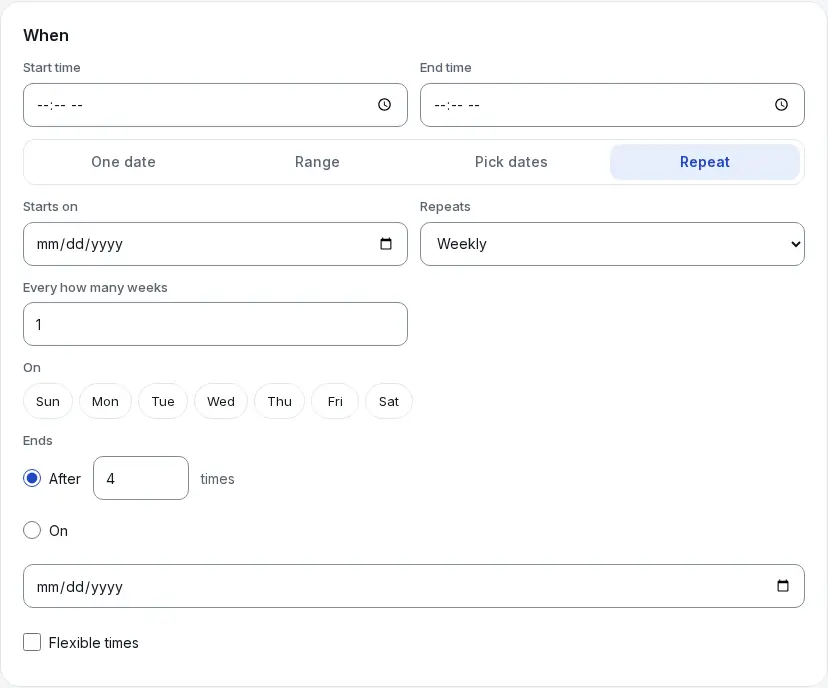 When
Start time End time
--:-- -- --:-- --
One date Range Pick dates Repeat
Starts on Repeats
mm/dd/yyyy Weekly
Every how many weeks
1
On
Sun Mon Tue Wed Thu Fri Sat
Ends
After 4 times
On
mm/dd/yyyy
Flexible times